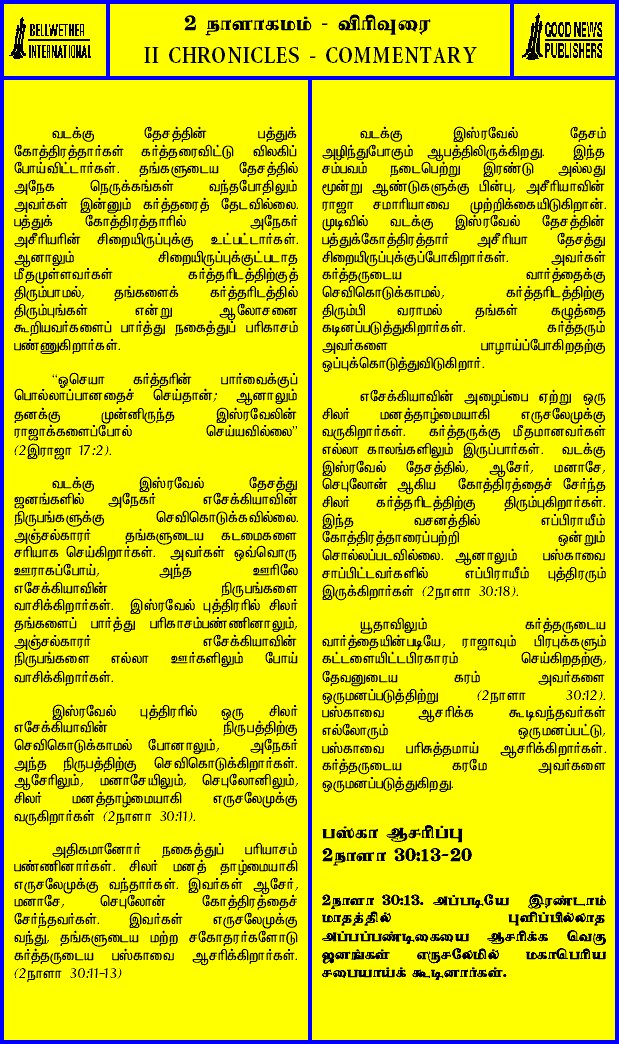 BELLWETHER
INTERNATIONAL
2 நாளாகமம் - விரிவுரை
II CHRONICLES - COMMENTARY
GOOD NEWS
PUBLISHERS
வடக்கு தேசத்தின் பத்துக்
கோத்திரத்தார்கள் கர்த்தரைவிட்டு விலகிப்
போய்விட்டார்கள். தங்களுடைய தேசத்தில்
அநேக நெருக்கங்கள் வந்தபோதிலும்
அவர்கள் இன்னும் கர்த்தரைத் தேடவில்லை.
பத்துக் கோத்திரத்தாரில் அநேகர்
அசீரியரின் சிறையிருப்புக்கு உட்பட்டார்கள்.
ஆனாலும் சிறையிருப்புக்குட்படாத
மீதமுள்ளவர்கள் கர்த்தரிடத்திற்குத்
திரும்பாமல், தங்களைக் கர்த்தரிடத்தில்
திரும்புங்கள் என்று ஆலோசனை
கூறியவர்களைப் பார்த்து நகைத்துப் பரிகாசம்
பண்ணுகிறார்கள்.
“ஓசெயா கர்த்தரின் பார்வைக்குப்
பொல்லாப்பானதைச் செய்தான்; ஆனாலும்
தனக்கு முன்னிருந்த இஸ்ரவேலின்
ராஜாக்களைப்போல் செய்யவில்லை”
(2இராஜா 17:2).
வடக்கு இஸ்ரவேல் தேசத்து
ஜனங்களில் அநேகர் எசேக்கியாவின்
நிருபங்களுக்கு செவிகொடுக்கவில்லை.
அஞ்சல்காரர் தங்களுடைய கடமைகளை
சரியாக செய்கிறார்கள். அவர்கள் ஒவ்வொரு
ஊராகப்போய், அந்த ஊரிலே
எசேக்கியாவின் நிருபங்களை
வாசிக்கிறார்கள். இஸ்ரவேல் புத்திரரில் சிலர்
தங்களைப் பார்த்து பரிகாசம்பண்ணினாலும்,
அஞ்சல்காரர் எசேக்கியாவின்
நிருபங்களை எல்லா ஊர்களிலும் போய்
வாசிக்கிறார்கள்.
இஸ்ரவேல் புத்திரரில் ஒரு சிலர்
எசேக்கியாவின் நிருபத்திற்கு
செவிகொடுக்காமல் போனாலும், அநேகர்
அந்த நிருபத்திற்கு செவிகொடுக்கிறார்கள்.
ஆசேரிலும், மனாசேயிலும், செபுலோனிலும்,
சிலர் மனத்தாழ்மையாகி எருசலேமுக்கு
வருகிறார்கள் (2நாளா 30:11).
அதிகமானோர் நகைத்துப் பரியாசம்
பண்ணினார்கள். சிலர் மனத் தாழ்மையாகி
எருசலேமுக்கு வந்தார்கள். இவர்கள் ஆசேர்,
மனாசே, செபுலோன் கோத்திரத்தைச்
சேர்ந்தவர்கள். இவர்கள் எருசலேமுக்கு
வந்து, தங்களுடைய மற்ற சகோதரர்களோடு
கர்த்தருடைய பஸ்காவை ஆசரிக்கிறார்கள்.
(2நாளா 30:11-13)
வடக்கு இஸ்ரவேல் தேசம்
அழிந்துபோகும் ஆபத்திலிருக்கிறது. இந்த
சம்பவம் நடைபெற்று இரண்டு அல்லது
மூன்று ஆண்டுகளுக்கு பின்பு, அசீரியாவின்
ராஜா சமாரியாவை முற்றிக்கையிடுகிறான்.
முடிவில் வடக்கு இஸ்ரவேல் தேசத்தின்
பத்துக்கோத்திரத்தார் அசீரியா தேசத்து
சிறையிருப்புக்குப்போகிறார்கள். அவர்கள்
கர்த்தருடைய வார்த்தைக்கு
செவிகொடுக்காமல், கர்த்தரிடத்திற்கு
திரும்பி வராமல் தங்கள் கழுத்தை
கடினப்படுத்துகிறார்கள். கர்த்தரும்
அவர்களை பாழாய்ப்போகிறதற்கு
ஒப்புக்கொடுத்துவிடுகிறார்.
எசேக்கியாவின் அழைப்பை ஏற்று ஒரு
சிலர் மனத்தாழ்மையாகி எருசலேமுக்கு
வருகிறார்கள். கர்த்தருக்கு மீதமானவர்கள்
எல்லா காலங்களிலும் இருப்பார்கள். வடக்கு
இஸ்ரவேல் தேசத்தில், ஆசேர், மனாசே,
செபுலோன் ஆகிய கோத்திரத்தைச் சேர்ந்த
சிலர் கர்த்தரிடத்திற்கு திரும்புகிறார்கள்.
இந்த வசனத்தில் எப்பிராயீம்
கோத்திரத்தாரைப்பற்றி ஒன்றும்
சொல்லப்படவில்லை. ஆனாலும் பஸ்காவை
சாப்பிட்டவர்களில் எப்பிராயீம் புத்திரரும்
இருக்கிறார்கள் (2நாளா 30:18).
யூதாவிலும் கர்த்தருடைய
வார்த்தையின்படியே, ராஜாவும் பிரபுக்களும்
கட்டளையிட்டபிரகாரம் செய்கிறதற்கு,
தேவனுடைய கரம் அவர்களை
ஒருமனப்படுத்திற்று (2நாளா 30:12).
பஸ்காவை ஆசரிக்க கூடிவந்தவர்கள்
எல்லோரும் ஒருமனப்பட்டு,
பஸ்காவை பரிசுத்தமாய் ஆசரிக்கிறார்கள்.
கர்த்தருடைய கரமே அவர்களை
ஒருமனப்படுத்துகிறது.
பஸ்கா ஆசரிப்பு
2நாளா 30:13-20
2நாளா 30:13. அப்படியே இரண்டாம்
மாதத்தில் புளிப்பில்லாத
அப்பப்பண்டிகையை ஆசரிக்க வெகு
ஜனங்கள் எருசலேமில் மகாபெரிய
சபையாய்க் கூடினார்கள்.